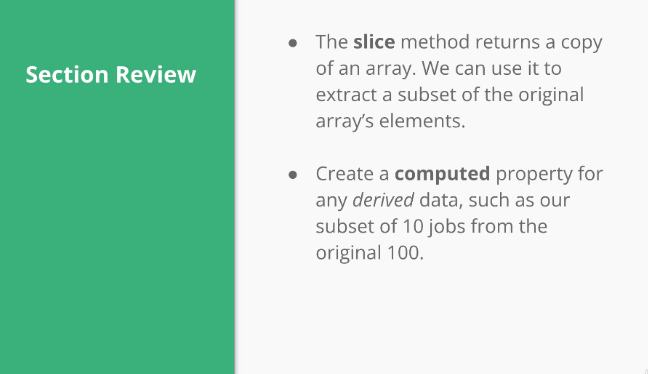 Section Review
● The slice method returns a copy
of an array. We can use it to
extract a subset of the original
array’s elements.
● Create a computed property for
any derived data, such as our
subset of 10 jobs from the
original 100.